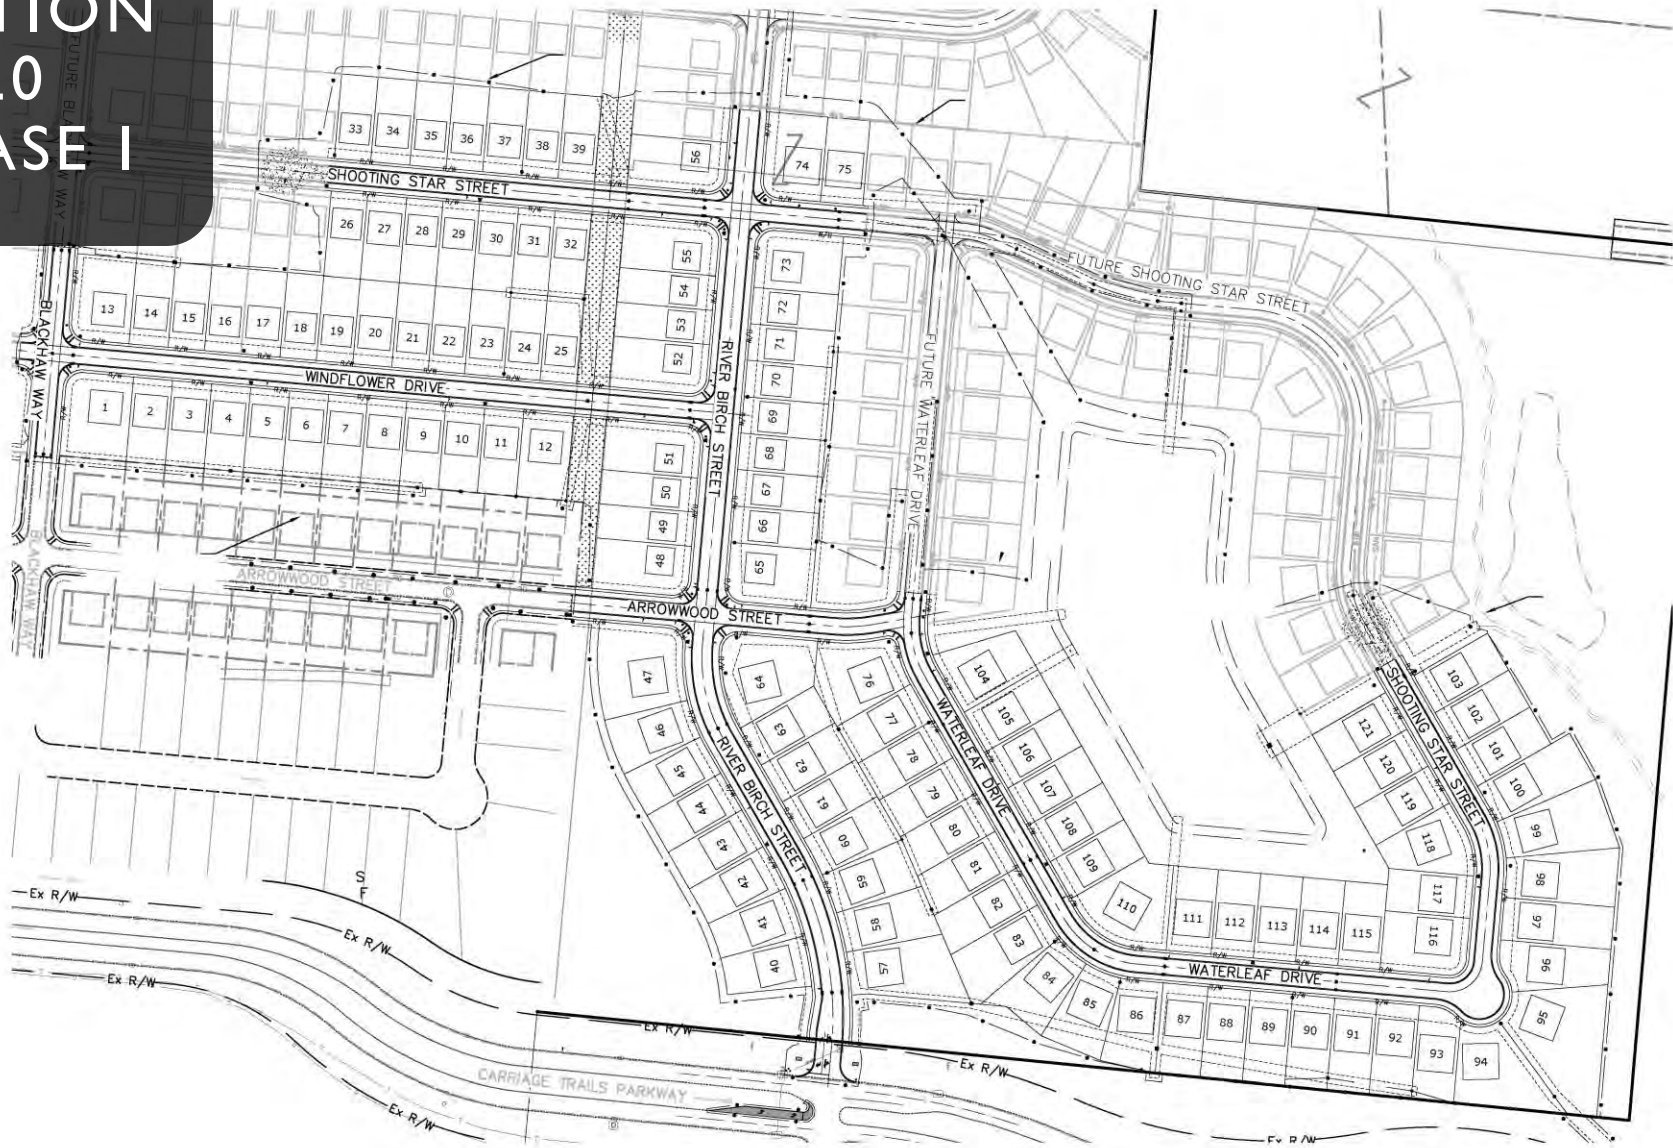 TION
10
ASE I
FUTURE BLACKHAW WAY
33 34 35 36 37 38 39
56
74 75
SHOOTING STAR STREET
26 27 28 29 30 31 32
55
54
53
52
73
72
71
70
69
68
67
66
65
FUTURE SHOOTING STAR STREET
BLACKHAW WAY
13 14 15 16 17 18 19 20 21 22 23 24 25
WINDFLOWER DRIVE
RIVER BIRCH STREET
FUTURE WATERLEAF DRIVE
1 2 3 4 5 6 7 8 9 10 11 12
51
50
49
48
BLACKHAW WAY
ARROWWOOD STREET
ARROWWOOD STREET
47
46
45
44
43
42
41
40
64
63
62
61
60
59
58
57
RIVER BIRCH STREET
76
77
78
79
80
81
82
83
84
85
86 87 88 89 90 91 92 93 94
WATERLEAF DRIVE
104
105
106
107
108
109
110
111 112 113 114 115
116
117
118
119
120
121
SHOOTING STAR STREET
103
102
101
100
99
98
97
96
95
WATERLEAF DRIVE
S
F
Ex R/W
Ex R/W
Ex R/W
Ex R/W
Ex R/W
Ex R/W
Ex R/W
CARRIAGE TRAILS PARKWAY